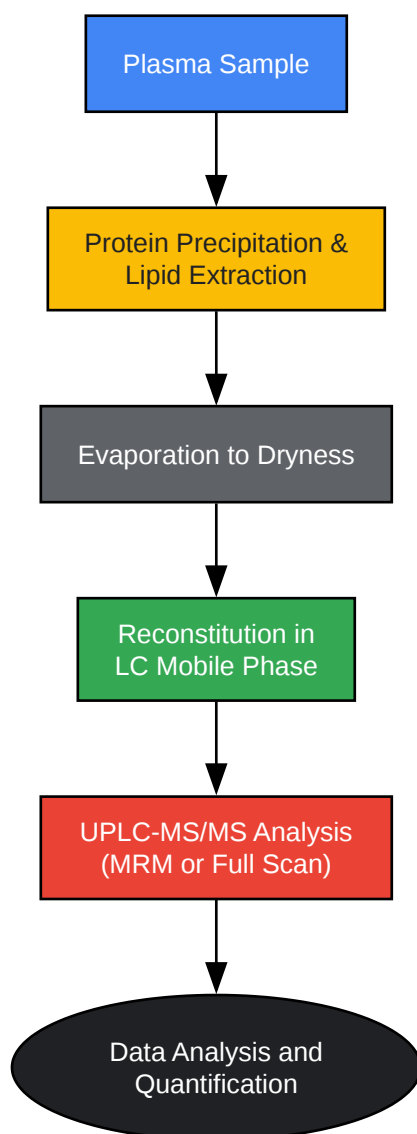 Plasma Sample
Protein Precipitation &
Lipid Extraction
Evaporation to Dryness
Reconstitution in
LC Mobile Phase
UPLC-MS/MS Analysis
(MRM or Full Scan)
Data Analysis and
Quantification